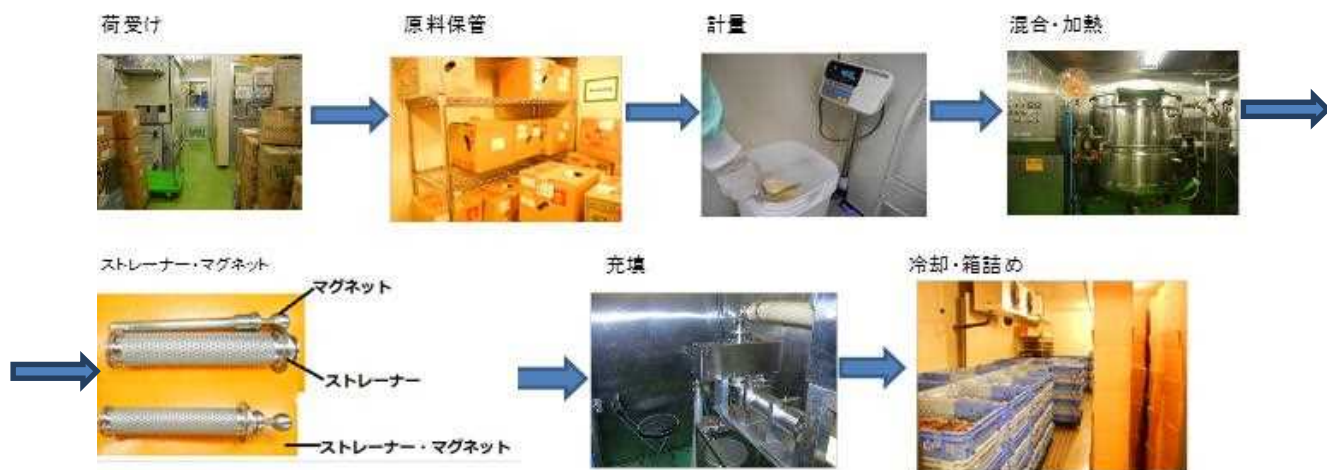 荷受け
原料保管
計量
混合・加熱
ストレーナー・マグネット
マグネット
ストレーナー
ストレーナー・マグネット
充填
冷却・箱詰め